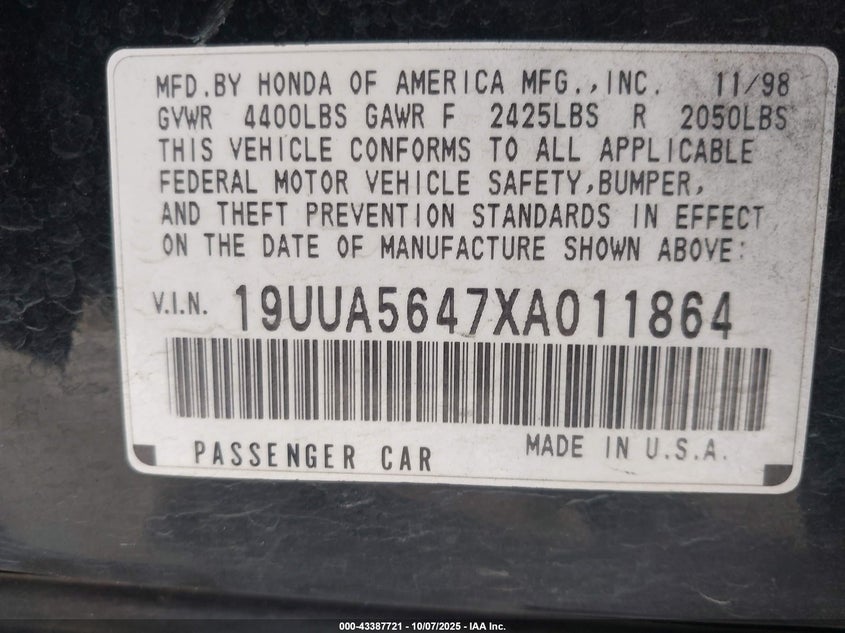 MFD.BY HONDA OF AMERICA MFG.,INC. 11/98
GVWR 4400LBS GAWR F 2425LBS R 2050LBS
THIS VEHICLE CONFORMS TO ALL APPLICABLE
FEDERAL MOTOR VEHICLE SAFETY,BUMPER,
AND THEFT PREVENTION STANDARDS IN EFFECT
ON THE DATE OF MANUFACTURE SHOWN ABOVE:
V.I.N. 19UUA5647XA011864
PASSENGER CAR MADE IN U.S.A.
000-43387721 - 10/07/2025 - IAA Inc.